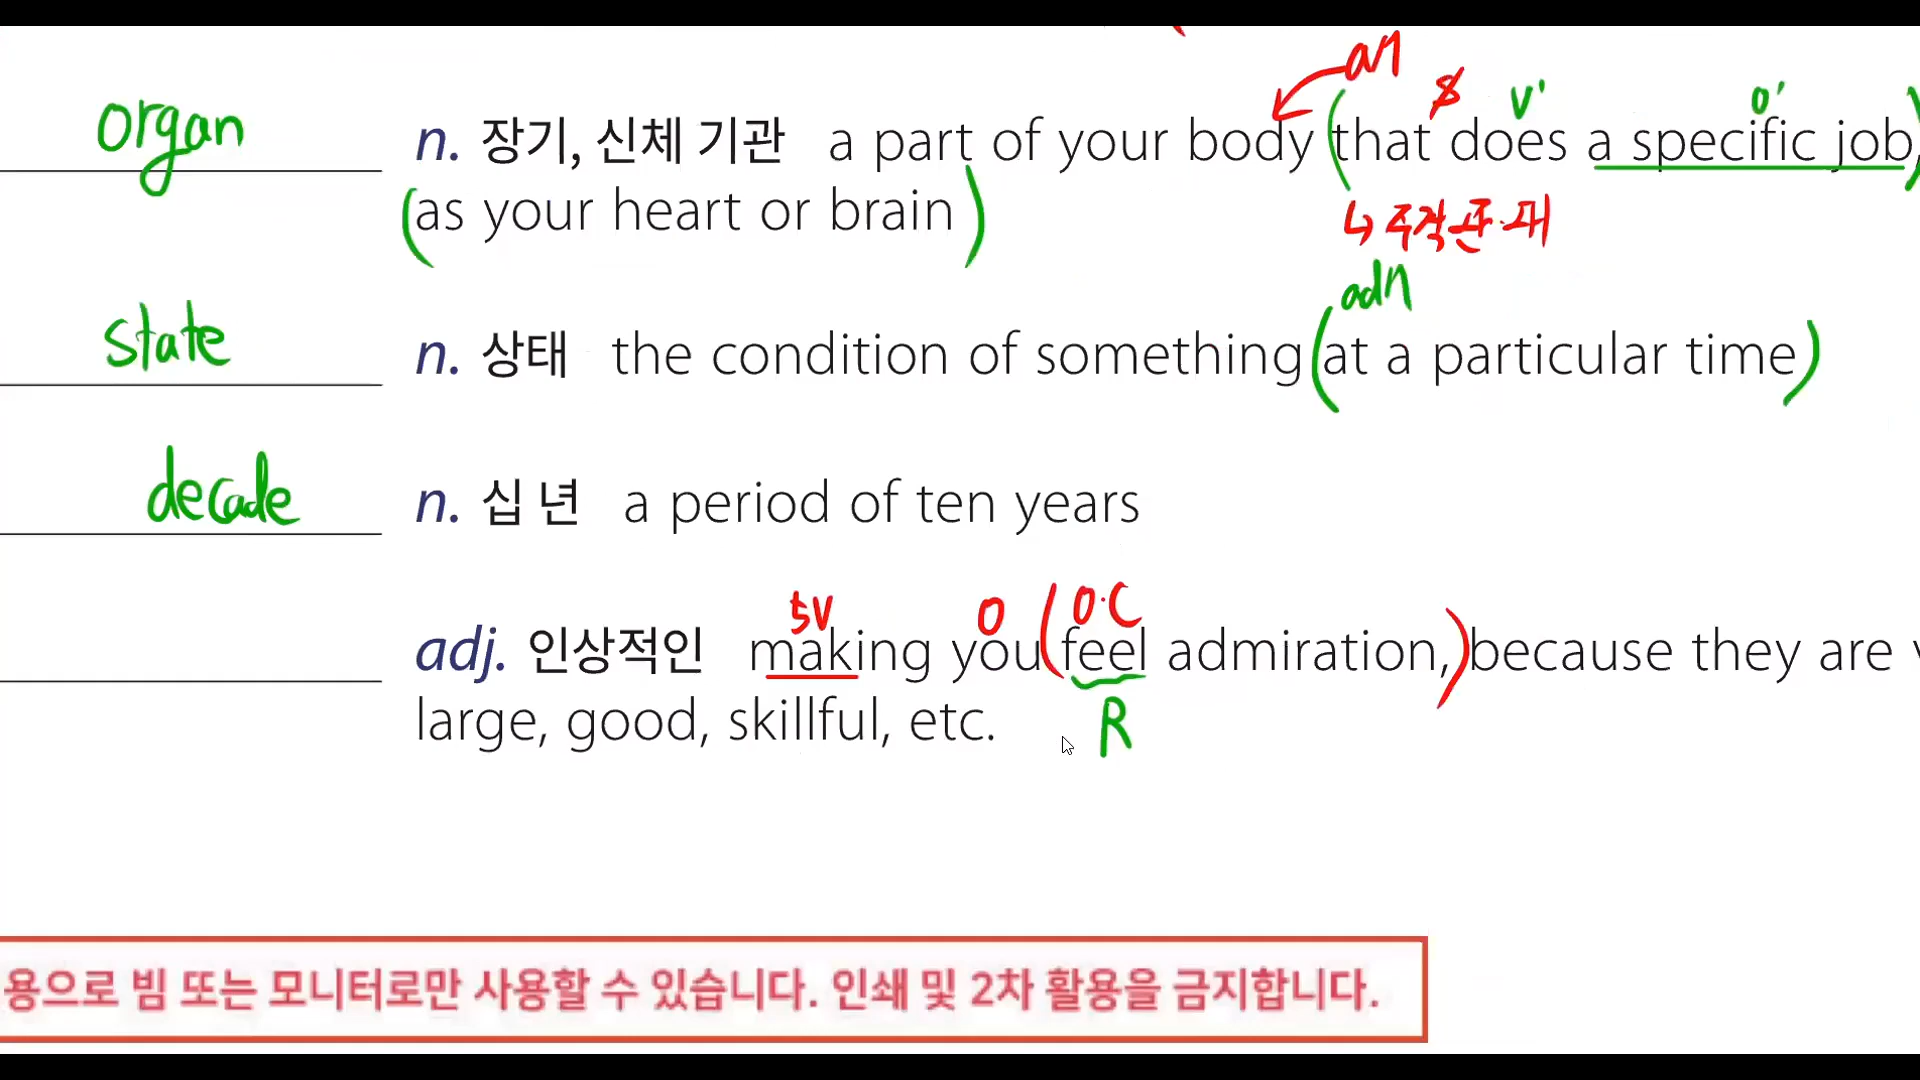 an
$ V' O'
organ n. 장기, 신체 기관 a part of your body (that does a specific job,)
(as your heart or brain)
↳ 주격 관·대
adn
state n. 상태 the condition of something (at a particular time)
decade n. 십 년 a period of ten years
5V O O·C
adj. 인상적인 making you (feel admiration,) because they are
R
large, good, skillful, etc.
용으로 빔 또는 모니터로만 사용할 수 있습니다. 인쇄 및 2차 활용을 금지합니다.